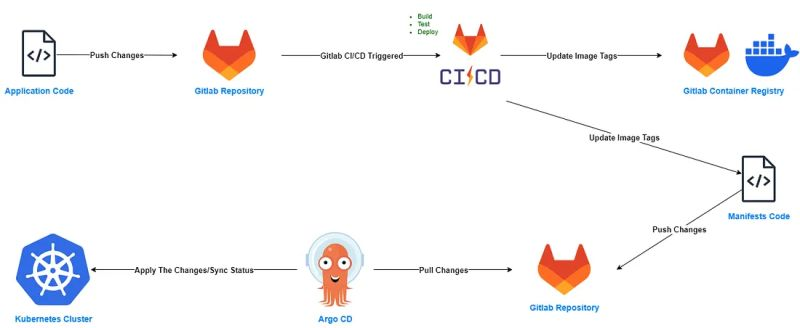 Build
Test
Deploy
Push Changes
Gitlab CI/CD Triggered
Update Image Tags
CI CD
Application Code
Gitlab Repository
Gitlab Container Registry
Update Image Tags
Manifests Code
Push Changes
Apply The Changes/Sync Status
Pull Changes
Gitlab Repository
Kubernetes Cluster
Argo CD